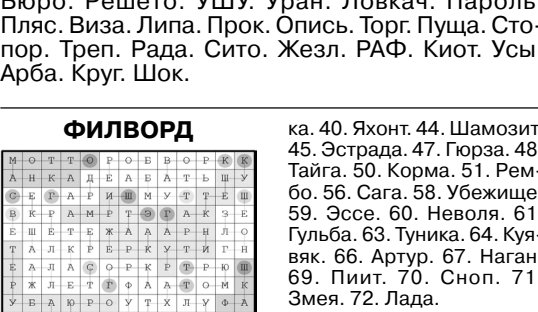 Бюро. Решето. УШУ. Уран. Ловкач. Пароль
Пляс. Виза. Липа. Прок. Опись. Торг. Пуща. Сто-
пор. Треп. Рада. Сито. Жезл. РАФ. Киот. Усы
Арба. Круг. Шок.
ФИЛВОРД
М О Т Т О Р О Б В О Р К К
А Н К А Д Е А Б А Т Ь Ш У
С Е Г А Р И Ш М У Т Т Е Ш
В К Р А М Р Т Э Г А К З Е
Е Ш Е Т Е Ж А А А Р Н Л О
Т А Л К Р Е Р К У Т И Г Н
Е А Л А С О Р К Р Т Р Ю Ш
Р Ж Л Е Т Г Ф А А Т О М К
У Б А Ю Р О У Т Х Л У Ф А
ка. 40. Яхонт. 44. Шамозит
45. Эстрада. 47. Гюрза. 48
Тайга. 50. Корма. 51. Рем-
бо. 56. Сага. 58. Убежище
59. Эссе. 60. Неволя. 61
Гульба. 63. Туника. 64. Куя-
вяк. 66. Артур. 67. Наган
69. Пиит. 70. Сноп. 71
Змея. 72. Лада.